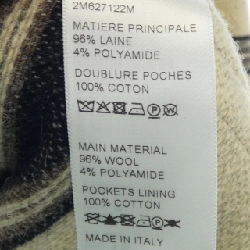 2M627122M
MATIERE PRINCIPALE
96% LAINE
4% POLYAMIDE
DOUBLURE POCHES
100% COTON
MAIN MATERIAL
96% WOOL
4% POLYAMIDE
POCKETS LINING
100% COTTON
MADE IN ITALY